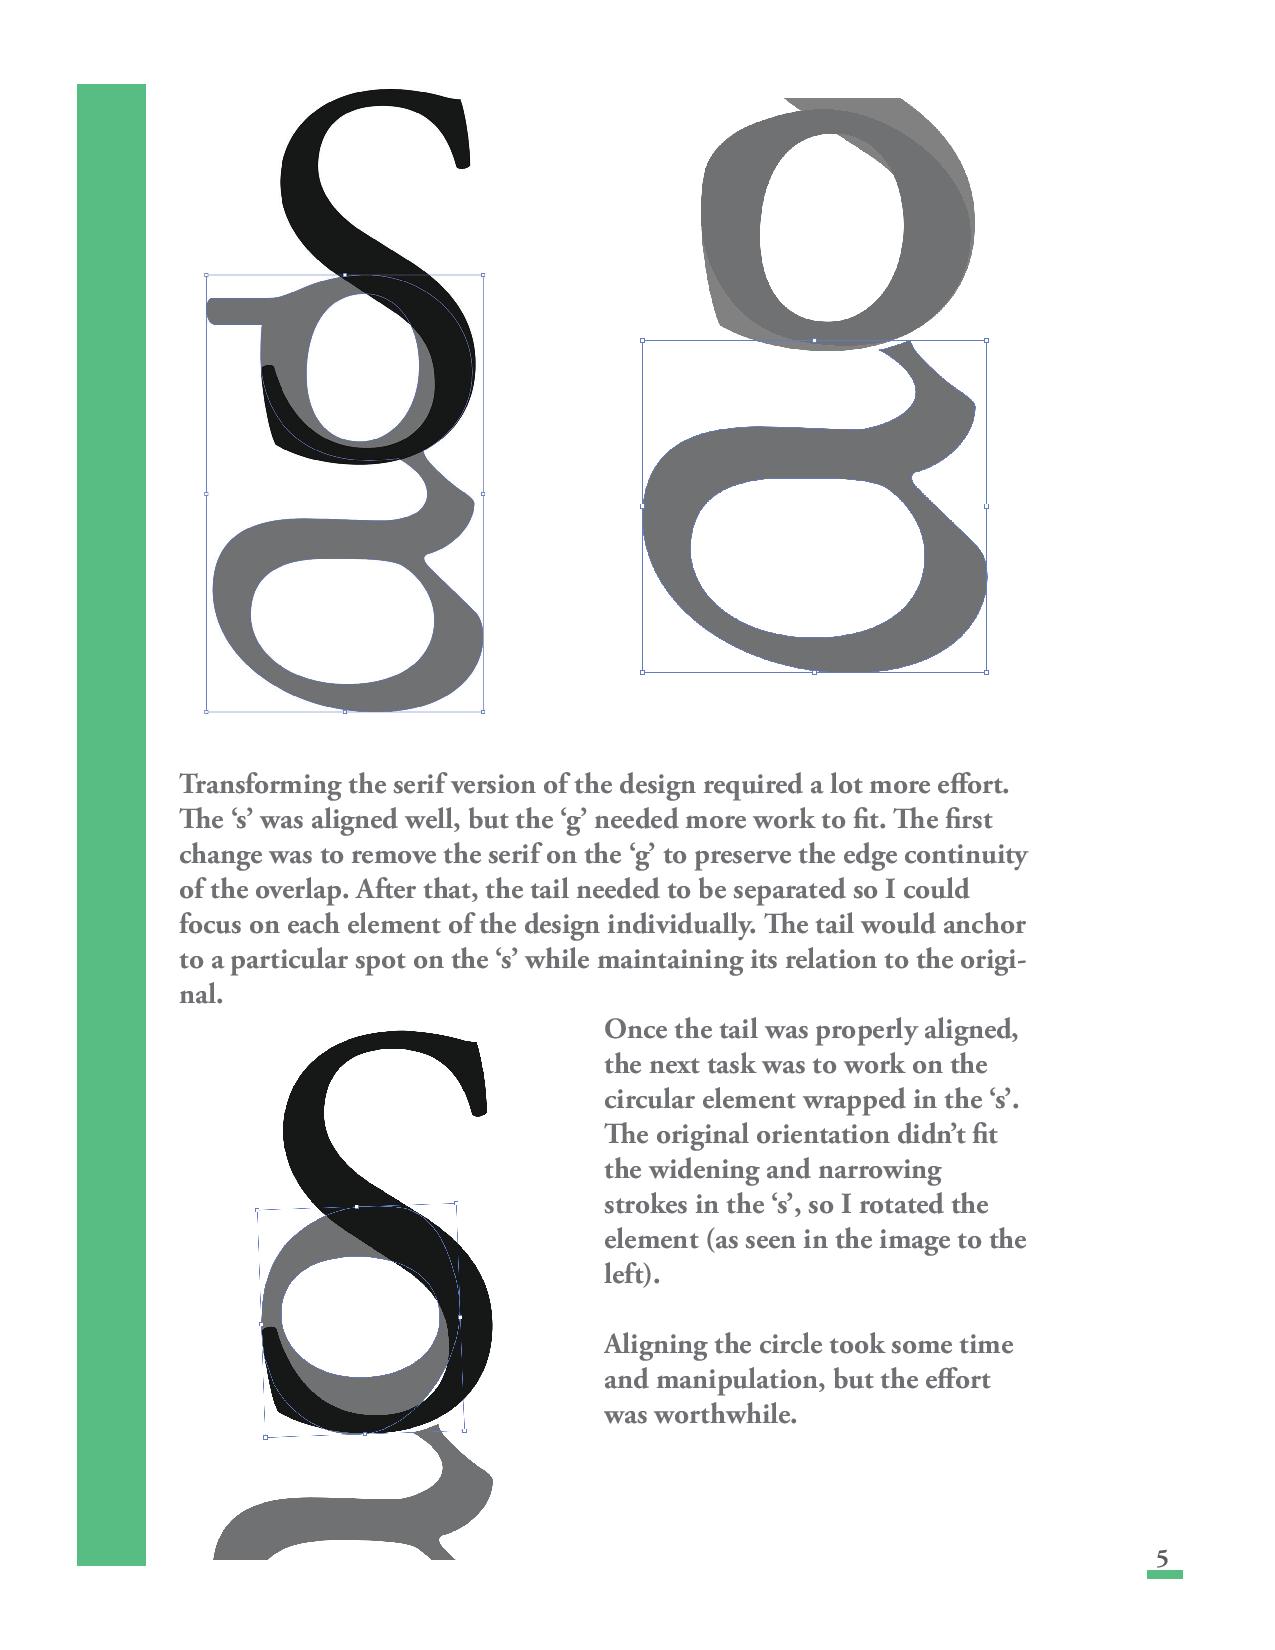 s
g
g
Transforming the serif version of the design required a lot more effort.
The ‘s’ was aligned well, but the ‘g’ needed more work to fit. The first
change was to remove the serif on the ‘g’ to preserve the edge continuity
of the overlap. After that, the tail needed to be separated so I could
focus on each element of the design individually. The tail would anchor
to a particular spot on the ‘s’ while maintaining its relation to the origi-
nal.
s
g
Once the tail was properly aligned,
the next task was to work on the
circular element wrapped in the ‘s’.
The original orientation didn’t fit
the widening and narrowing
strokes in the ‘s’, so I rotated the
element (as seen in the image to the
left).
Aligning the circle took some time
and manipulation, but the effort
was worthwhile.
5